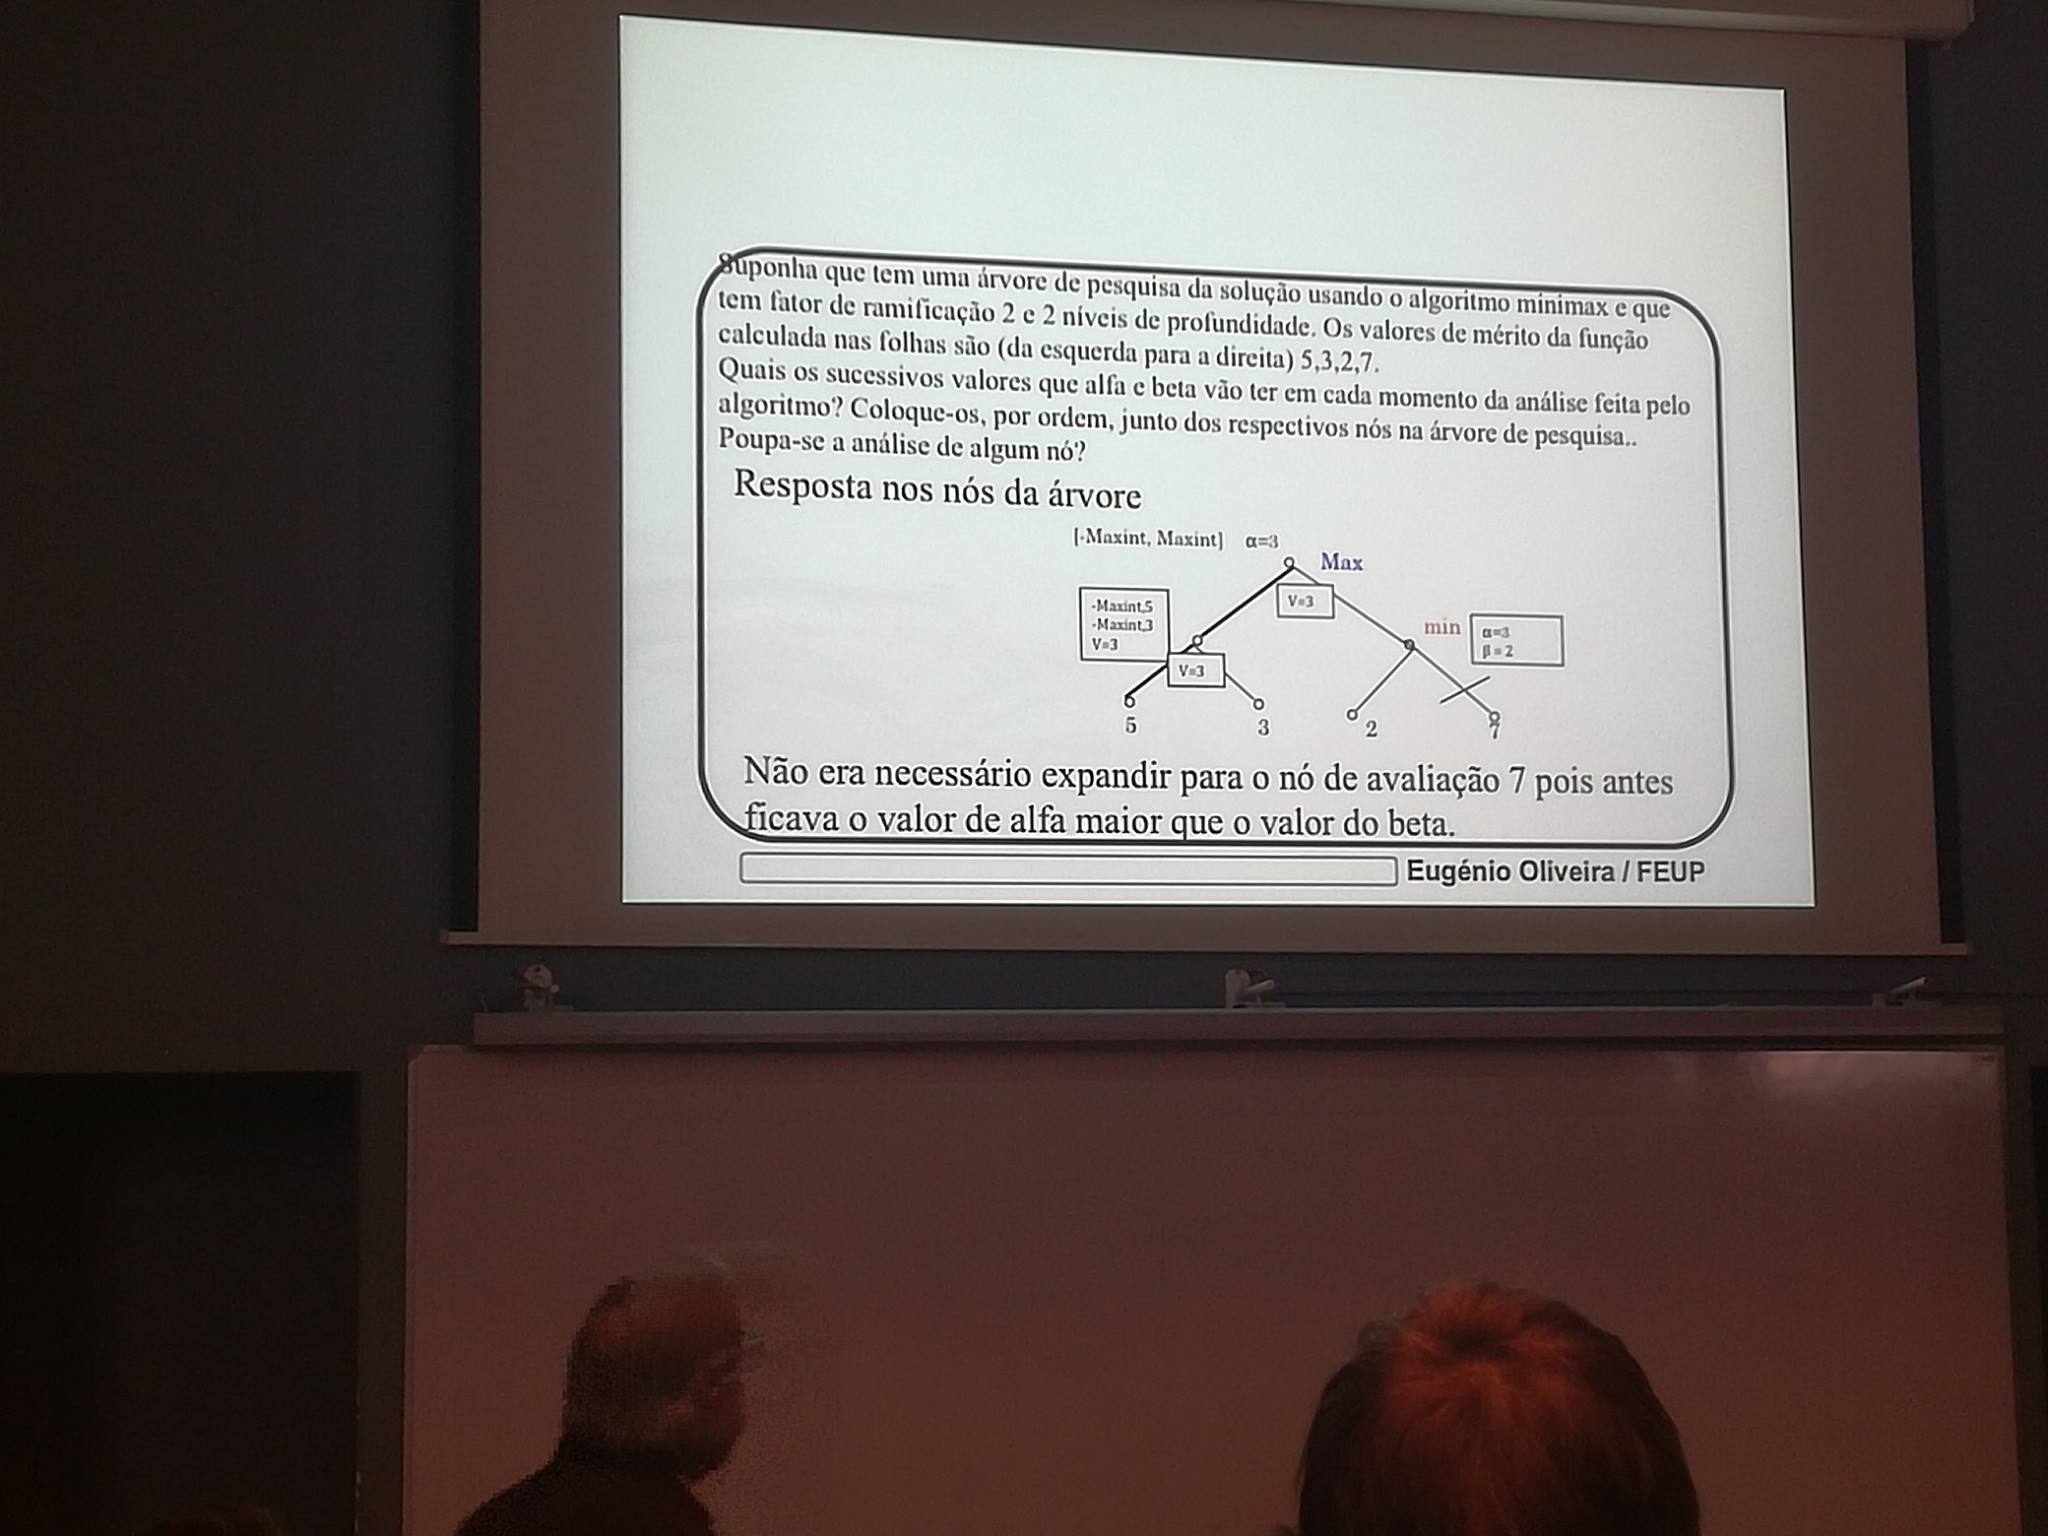 Suponha que tem uma árvore de pesquisa da solução usando o algoritmo minimax e que
tem fator de ramificação 2 e 2 níveis de profundidade. Os valores de mérito da função
calculada nas folhas são (da esquerda para a direita) 5,3,2,7.
Quais os sucessivos valores que alfa e beta vão ter em cada momento da análise feita pelo
algoritmo? Coloque-os, por ordem, junto dos respectivos nós na árvore de pesquisa..
Poupa-se a análise de algum nó?
Resposta nos nós da árvore
[-Maxint, Maxint] α=3
Max
-Maxint,5
-Maxint,3
V=3
V=3
min
α=3
β = 2
V=3
5
3
2
7
Não era necessário expandir para o nó de avaliação 7 pois antes
ficava o valor de alfa maior que o valor do beta.
Eugénio Oliveira / FEUP